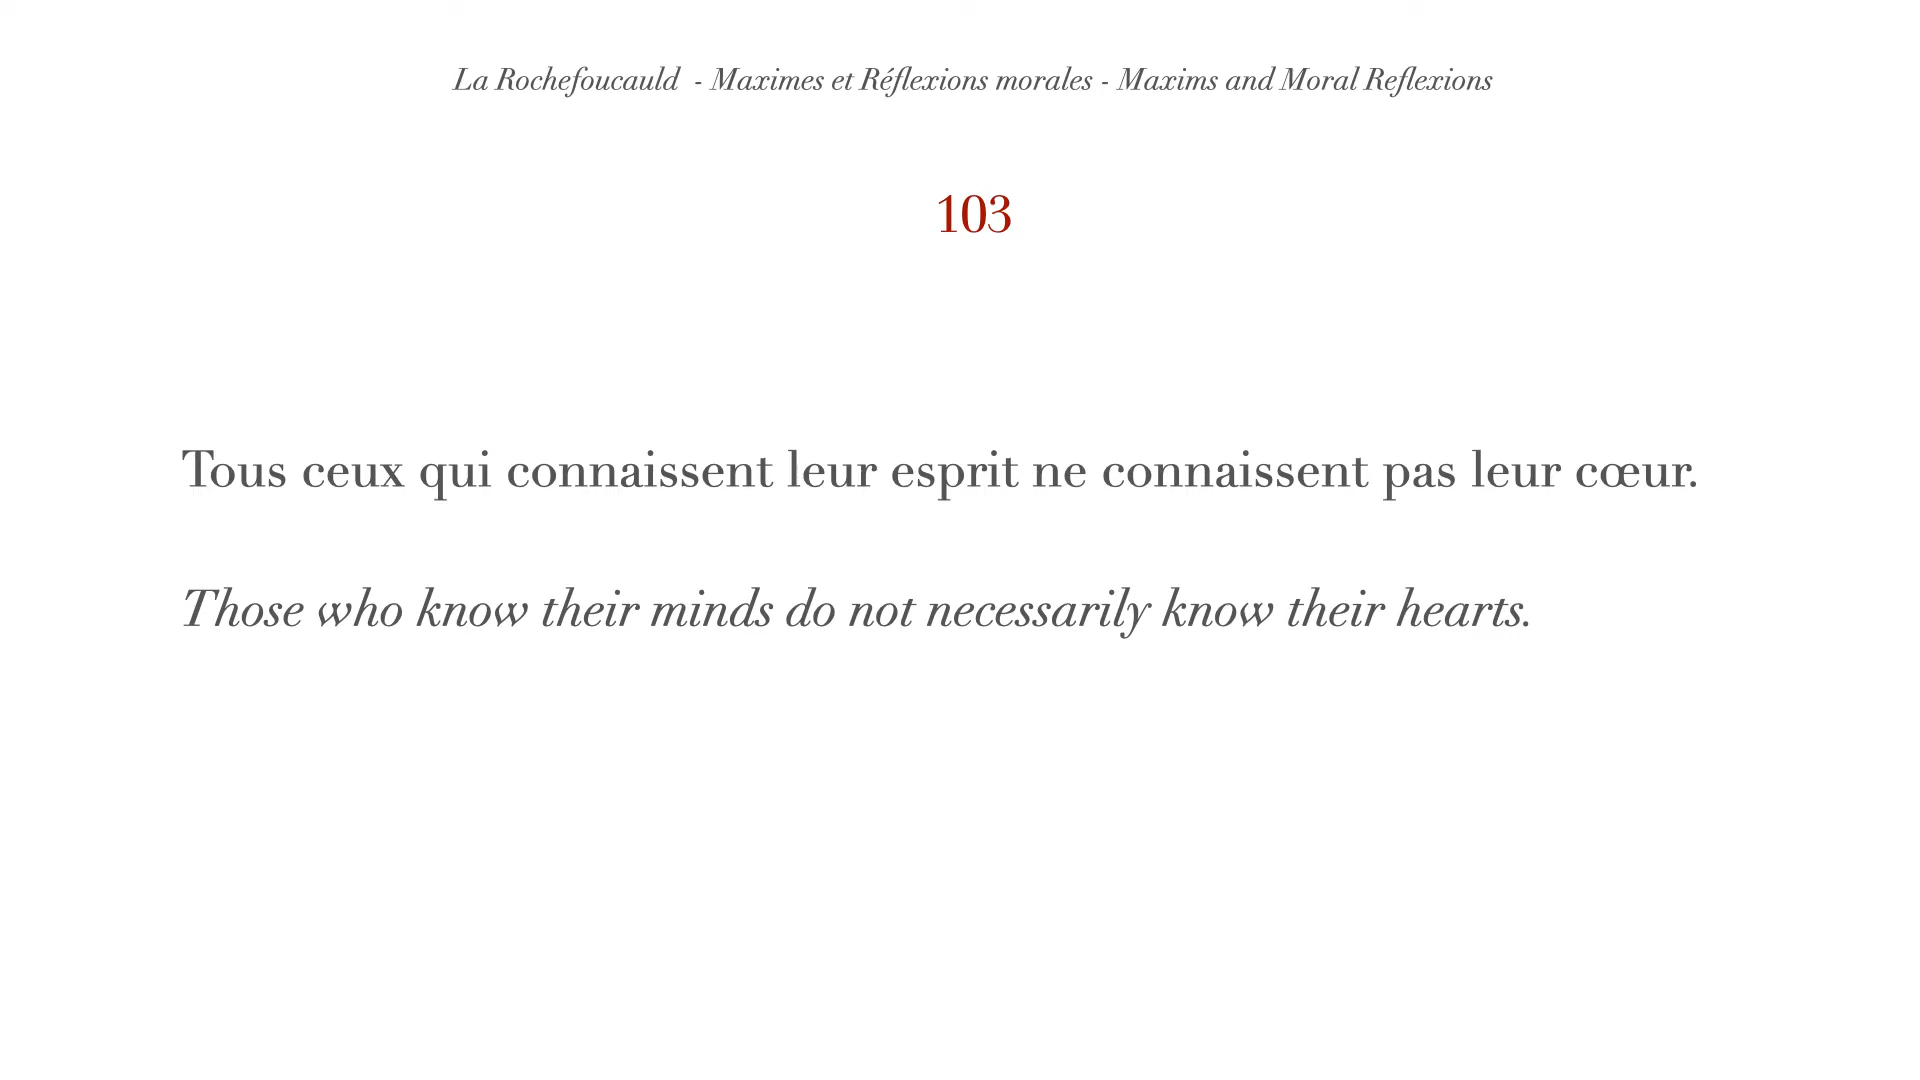 La Rochefoucauld - Maximes et Réflexions morales - Maxims and Moral Reflexions
103
Tous ceux qui connaissent leur esprit ne connaissent pas leur cœur.
Those who know their minds do not necessarily know their hearts.